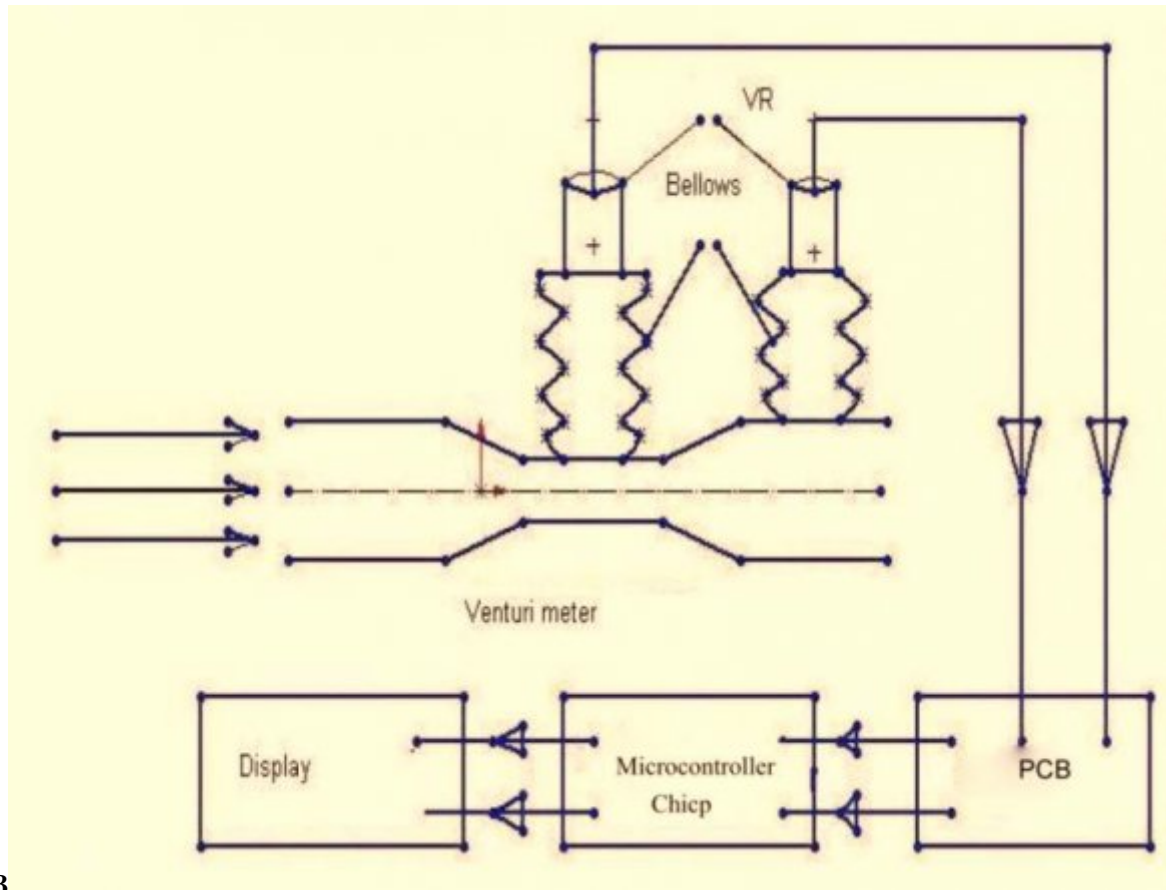 VR
Bellows
Venturi meter
Display
Microcontroller
Chicp
PCB